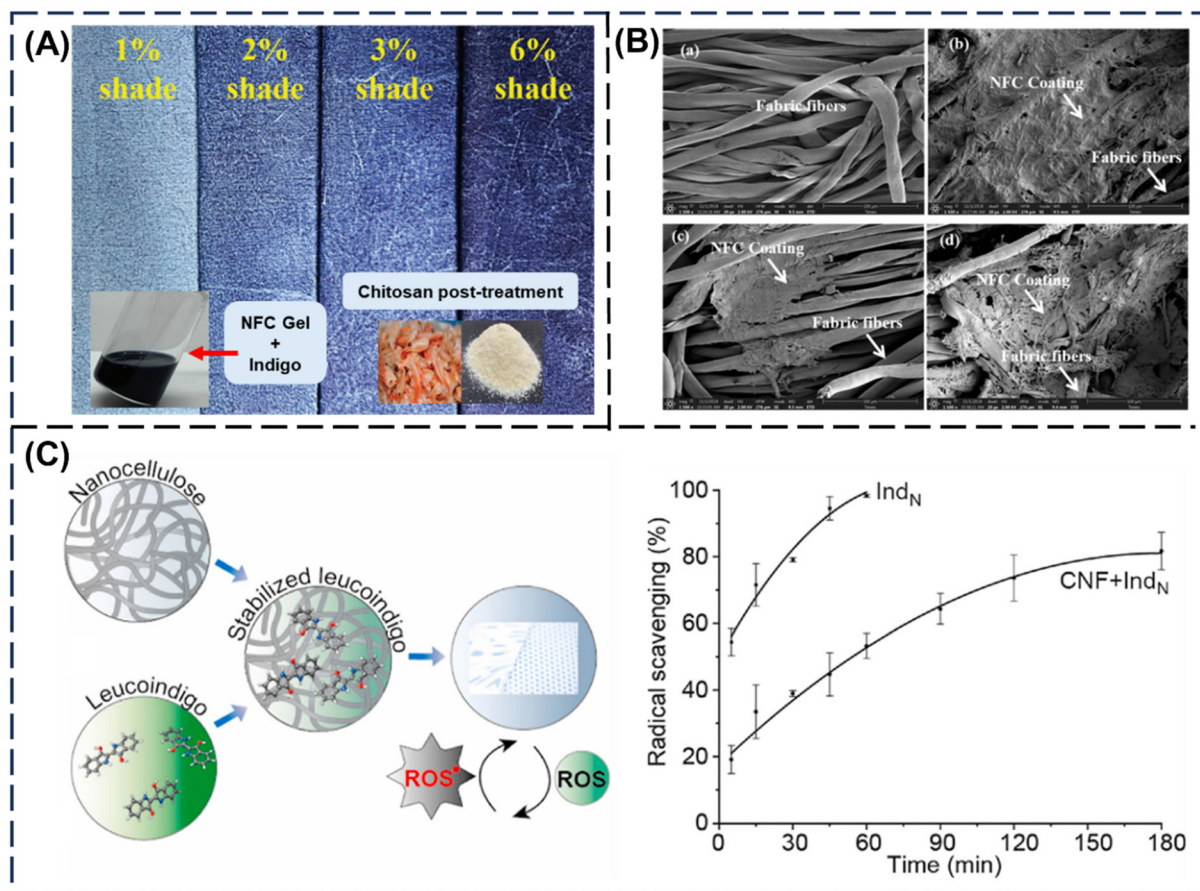 (A)
1%
shade
2%
shade
3%
shade
6%
shade
NFC Gel
+
Indigo
Chitosan post-treatment
(B)
(a)
Fabric fibers
(b)
NFC Coating
Fabric fibers
(c)
NFC Coating
Fabric fibers
(d)
NFC Coating
Fabric fibers
(C)
Nanocellulose
Leucoindigo
Stabilized leucoindigo
ROS•
ROS
Radical scavenging (%)
100
80
60
40
20
0
IndN
CNF+IndN
0
30
60
90
120
150
180
Time (min)